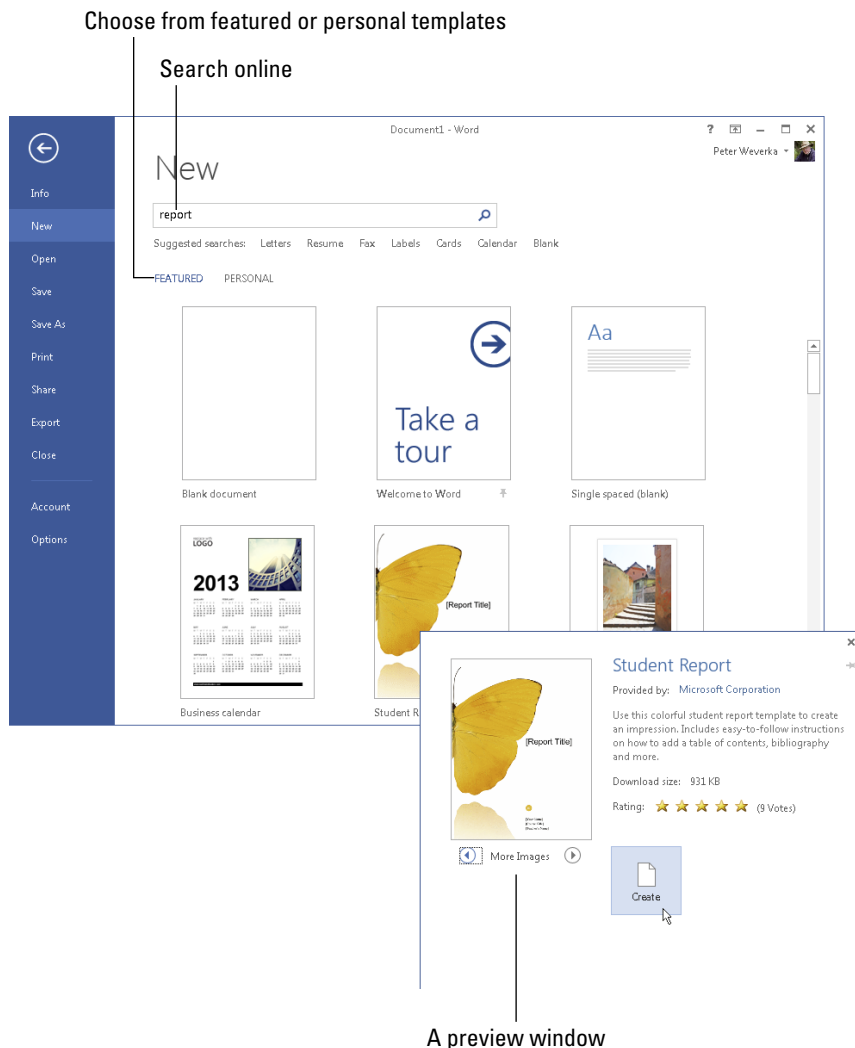 Choose from featured or personal templates
Search online
Document1 - Word
?
Peter Weverka
New
Info
New
Open
Save
Save As
Print
Share
Export
Close
Account
Options
report
Suggested searches: Letters Resume Fax Labels Cards Calendar Blank
FEATURED PERSONAL
Take a
tour
Aa
Blank document
Welcome to Word
Single spaced (blank)
LOGO
2013
[Report Title]
Business calendar
Student R
[Report Title]
Student Report
Provided by: Microsoft Corporation
Use this colorful student report template to create
an impression. Includes easy-to-follow instructions
on how to add a table of contents, bibliography
and more.
Download size: 931 KB
Rating: (9 Votes)
More Images
Create
A preview window